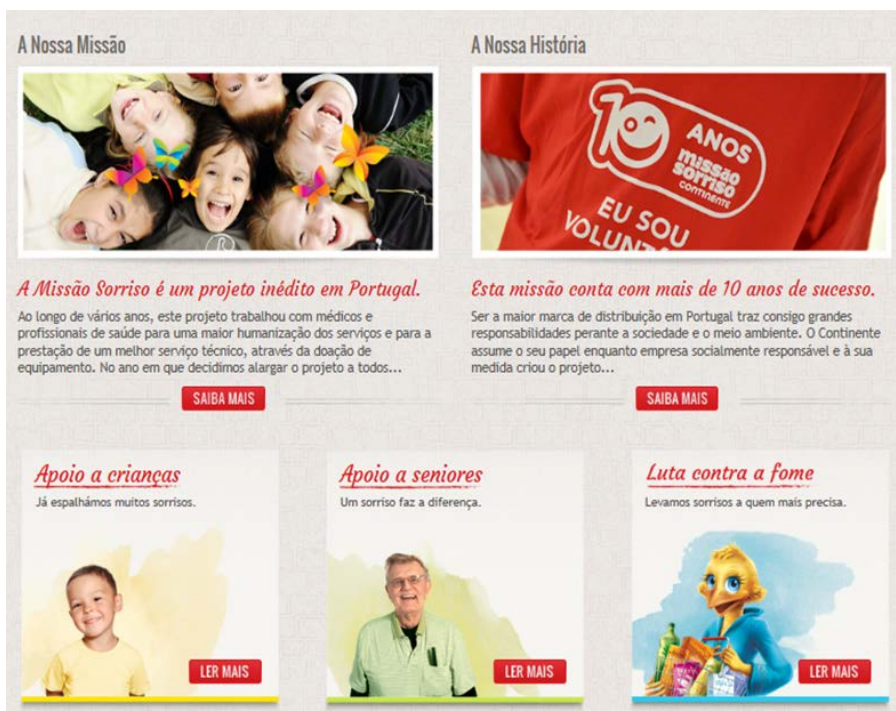 A Nossa Missão
A Missão Sorriso é um projeto inédito em Portugal.
Ao longo de vários anos, este projeto trabalhou com médicos e
profissionais de saúde para uma maior humanização dos serviços e para a
prestação de um melhor serviço técnico, através da doação de
equipamento. No ano em que decidimos alargar o projeto a todos...
SAIBA MAIS
A Nossa História
10 ANOS
missão
sorriso
CONTINENTE
EU SOU
Esta missão conta com mais de 10 anos de sucesso.
Ser a maior marca de distribuição em Portugal traz consigo grandes
responsabilidades perante a sociedade e o meio ambiente. O Continente
assume o seu papel enquanto empresa socialmente responsável e à sua
medida criou o projeto...
SAIBA MAIS
Apoio a crianças
Já espalhámos muitos sorrisos.
LER MAIS
Apoio a seniores
Um sorriso faz a diferença.
LER MAIS
Luta contra a fome
Levamos sorrisos a quem mais precisa.
LER MAIS